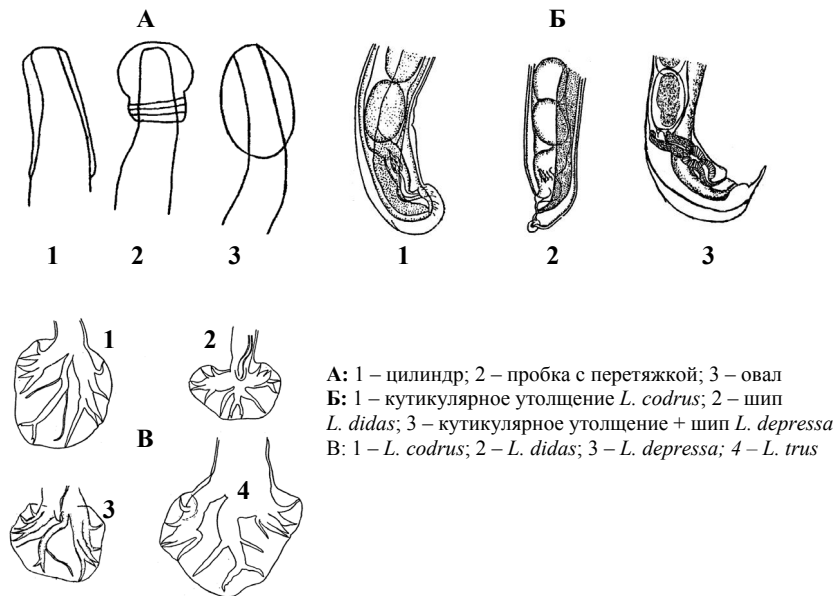 А
Б
1 2 3 1 2 3
1 2
А: 1 – цилиндр; 2 – пробка с перетяжкой; 3 – овал
Б: 1 – кутикулярное утолщение L. codrus; 2 – шип
L. didas; 3 – кутикулярное утолщение + шип L. depressa
В: 1 – L. codrus; 2 – L. didas; 3 – L. depressa; 4 – L. trus
В
3 4